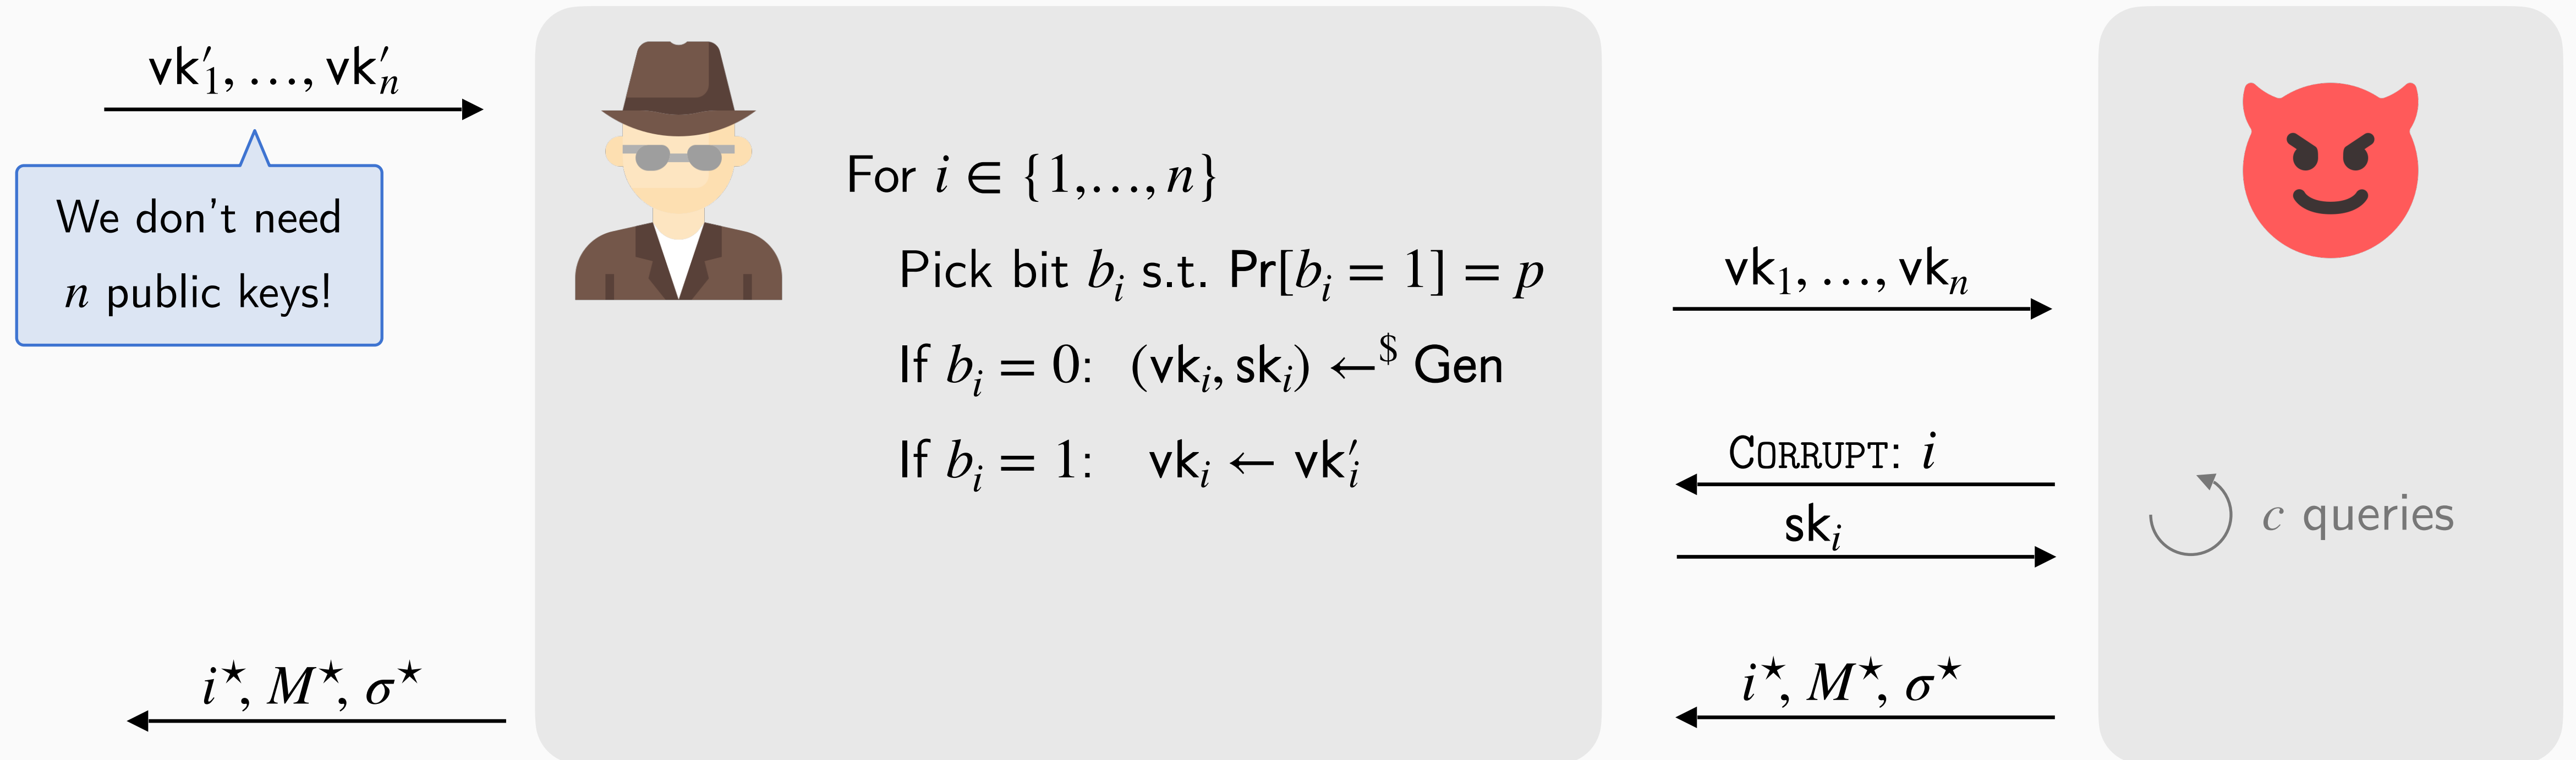 vk′₁, …, vk′ₙ
We don't need
n public keys!
For i ∈ {1,…, n}
Pick bit bᵢ s.t. Pr[bᵢ = 1] = p
If bᵢ = 0: (vkᵢ, skᵢ) ←$ Gen
If bᵢ = 1: vkᵢ ← vk′ᵢ
vk₁, …, vkₙ
CORRUPT: i
skᵢ
c queries
i★, M★, σ★
i★, M★, σ★